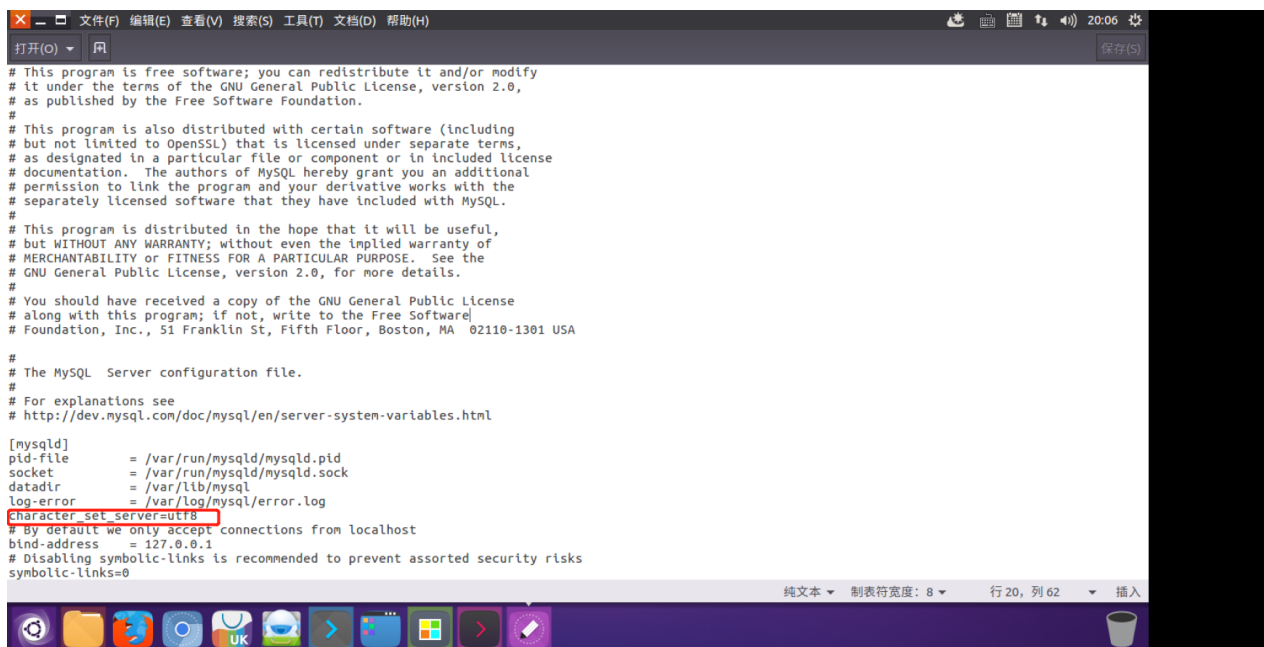 文件(F) 编辑(E) 查看(V) 搜索(S) 工具(T) 文档(D) 帮助(H) 20:06
打开(O) 保存(S)
# This program is free software; you can redistribute it and/or modify
# it under the terms of the GNU General Public License, version 2.0,
# as published by the Free Software Foundation.
#
# This program is also distributed with certain software (including
# but not limited to OpenSSL) that is licensed under separate terms,
# as designated in a particular file or component or in included license
# documentation.  The authors of MySQL hereby grant you an additional
# permission to link the program and your derivative works with the
# separately licensed software that they have included with MySQL.
#
# This program is distributed in the hope that it will be useful,
# but WITHOUT ANY WARRANTY; without even the implied warranty of
# MERCHANTABILITY or FITNESS FOR A PARTICULAR PURPOSE.  See the
# GNU General Public License, version 2.0, for more details.
#
# You should have received a copy of the GNU General Public License
# along with this program; if not, write to the Free Software
# Foundation, Inc., 51 Franklin St, Fifth Floor, Boston, MA  02110-1301 USA
#
# The MySQL  Server configuration file.
#
# For explanations see
# http://dev.mysql.com/doc/mysql/en/server-system-variables.html
[mysqld]
pid-file        = /var/run/mysqld/mysqld.pid
socket          = /var/run/mysqld/mysqld.sock
datadir         = /var/lib/mysql
log-error       = /var/log/mysql/error.log
character_set_server=utf8
# By default we only accept connections from localhost
bind-address    = 127.0.0.1
# Disabling symbolic-links is recommended to prevent assorted security risks
symbolic-links=0
纯文本 制表符宽度：8 行 20，列 62 插入
UK